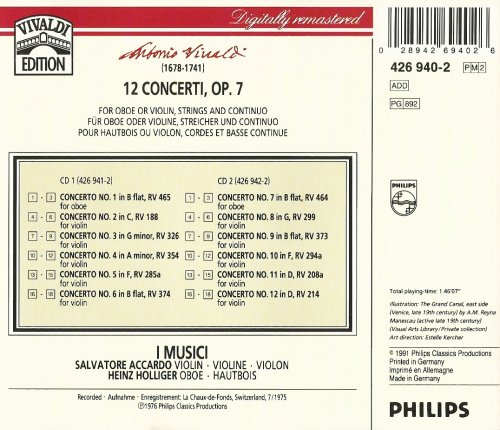 VIVALDI
EDITION
Digitally remastered
Antonio Vivaldi
(1678-1741)
12 CONCERTI, OP. 7
FOR OBOE OR VIOLIN, STRINGS AND CONTINUO
FÜR OBOE ODER VIOLINE, STREICHER UND CONTINUO
POUR HAUTBOIS OU VIOLON, CORDES ET BASSE CONTINUE
CD 1 (426 941-2)
1 - 3 CONCERTO NO. 1 in B flat, RV 465
for oboe
4 - 6 CONCERTO NO. 2 in C, RV 188
for violin
7 - 9 CONCERTO NO. 3 in G minor, RV 326
for violin
10 - 12 CONCERTO NO. 4 in A minor, RV 354
for violin
13 - 15 CONCERTO NO. 5 in F, RV 285a
for violin
16 - 18 CONCERTO NO. 6 in B flat, RV 374
for violin
CD 2 (426 942-2)
1 - 3 CONCERTO NO. 7 in B flat, RV 464
for oboe
4 - 6 CONCERTO NO. 8 in G, RV 299
for violin
7 - 9 CONCERTO NO. 9 in B flat, RV 373
for violin
10 - 12 CONCERTO NO. 10 in F, RV 294a
for violin
13 - 15 CONCERTO NO. 11 in D, RV 208a
for violin
16 - 18 CONCERTO NO. 12 in D, RV 214
for violin
I MUSICI
SALVATORE ACCARDO VIOLIN · VIOLINE · VIOLON
HEINZ HOLLIGER OBOE · HAUTBOIS
Recorded · Aufnahme · Enregistrement: La Chaux-de-Fonds, Switzerland, 7/1975
℗1976 Philips Classics Productions
0 28942 69402 6
426 940-2 PM2
ADD
PG 892
PHILIPS
Total playing-time: 1.46'07"
Illustration: The Grand Canal, east side
(Venice, late 19th century) by A.M. Reyna
Manescau (active late 19th century)
(Visual Arts Library/Private collection)
Art direction: Estelle Kercher
© 1991 Philips Classics Productions
Printed in Germany
Imprimé en Allemagne
Made in Germany
PHILIPS